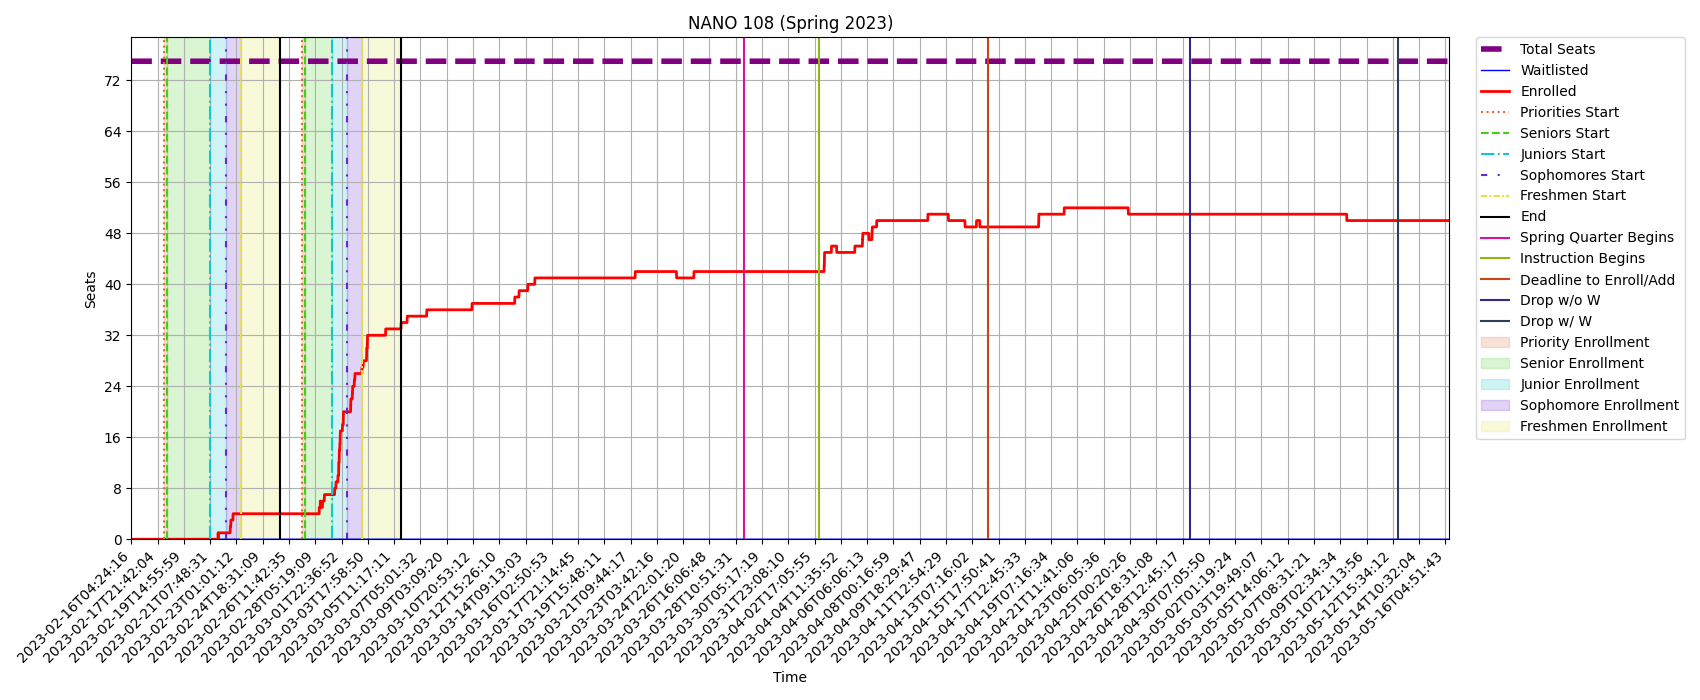 NANO 108 (Spring 2023)
Seats
72
64
56
48
40
32
24
16
8
0
2023-02-16T04:24:16
2023-02-17T21:42:04
2023-02-19T14:55:59
2023-02-21T07:48:31
2023-02-23T01:01:12
2023-02-24T18:31:09
2023-02-26T11:42:35
2023-02-28T05:19:09
2023-03-01T22:36:52
2023-03-03T17:58:50
2023-03-05T11:17:11
2023-03-07T05:01:32
2023-03-09T03:09:20
2023-03-10T20:53:12
2023-03-12T15:26:10
2023-03-14T09:13:03
2023-03-16T02:50:53
2023-03-17T21:14:45
2023-03-19T15:48:11
2023-03-21T09:44:17
2023-03-23T03:42:16
2023-03-24T22:01:20
2023-03-26T16:06:48
2023-03-28T10:51:31
2023-03-30T05:17:19
2023-03-31T23:08:10
2023-04-02T17:05:55
2023-04-04T11:35:52
2023-04-06T06:06:13
2023-04-08T00:16:59
2023-04-09T18:29:47
2023-04-11T12:54:29
2023-04-13T07:16:02
2023-04-15T17:50:41
2023-04-17T12:45:33
2023-04-19T07:16:34
2023-04-21T11:41:06
2023-04-23T06:05:36
2023-04-25T00:20:26
2023-04-26T18:31:08
2023-04-28T12:45:17
2023-04-30T07:05:50
2023-05-02T01:19:24
2023-05-03T19:49:07
2023-05-05T14:06:12
2023-05-07T08:31:21
2023-05-09T02:34:34
2023-05-10T21:13:56
2023-05-12T15:34:12
2023-05-14T10:32:04
2023-05-16T04:51:43
Time
Total Seats
Waitlisted
Enrolled
Priorities Start
Seniors Start
Juniors Start
Sophomores Start
Freshmen Start
End
Spring Quarter Begins
Instruction Begins
Deadline to Enroll/Add
Drop w/o W
Drop w/ W
Priority Enrollment
Senior Enrollment
Junior Enrollment
Sophomore Enrollment
Freshmen Enrollment